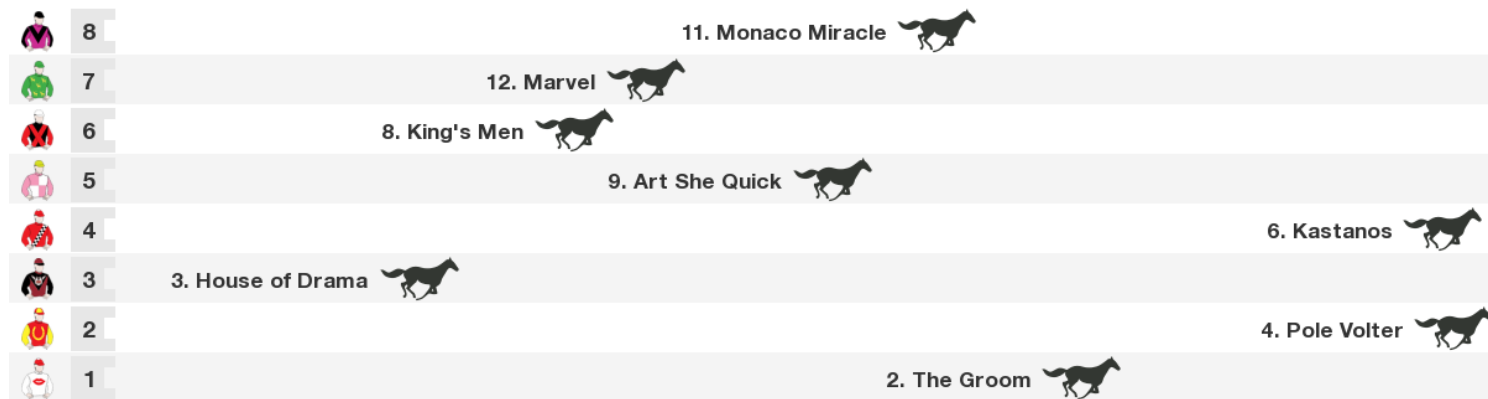 8 11. Monaco Miracle
7 12. Marvel
6 8. King's Men
5 9. Art She Quick
4 6. Kastanos
3 3. House of Drama
2 4. Pole Volter
1 2. The Groom